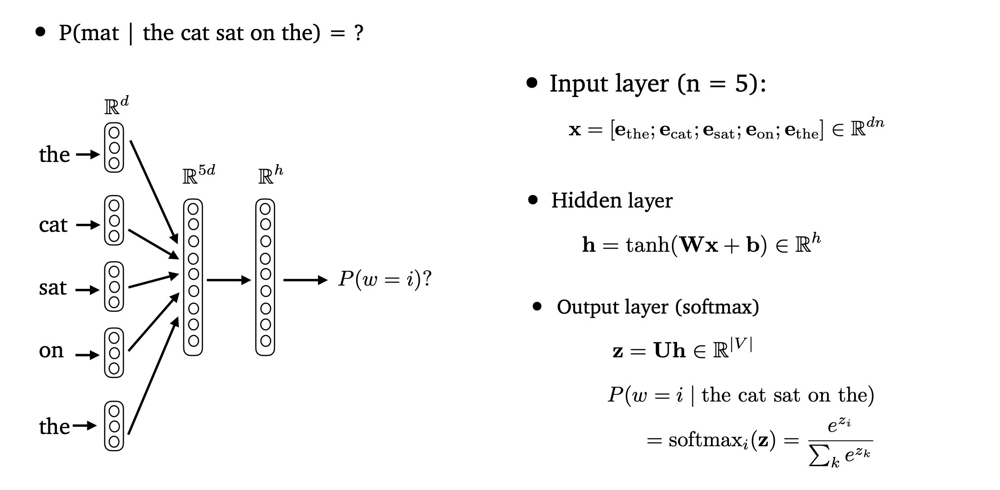 • P(mat | the cat sat on the) = ?
ℝ^d
the
cat
sat
on
the
ℝ^{5d}
ℝ^h
P(w = i)?
• Input layer (n = 5):
x = [e_the; e_cat; e_sat; e_on; e_the] ∈ ℝ^{dn}
• Hidden layer
h = tanh(Wx + b) ∈ ℝ^h
• Output layer (softmax)
z = Uh ∈ ℝ^{|V|}
P(w = i | the cat sat on the)
= softmax_i(z) = e^{z_i} / ∑_k e^{z_k}